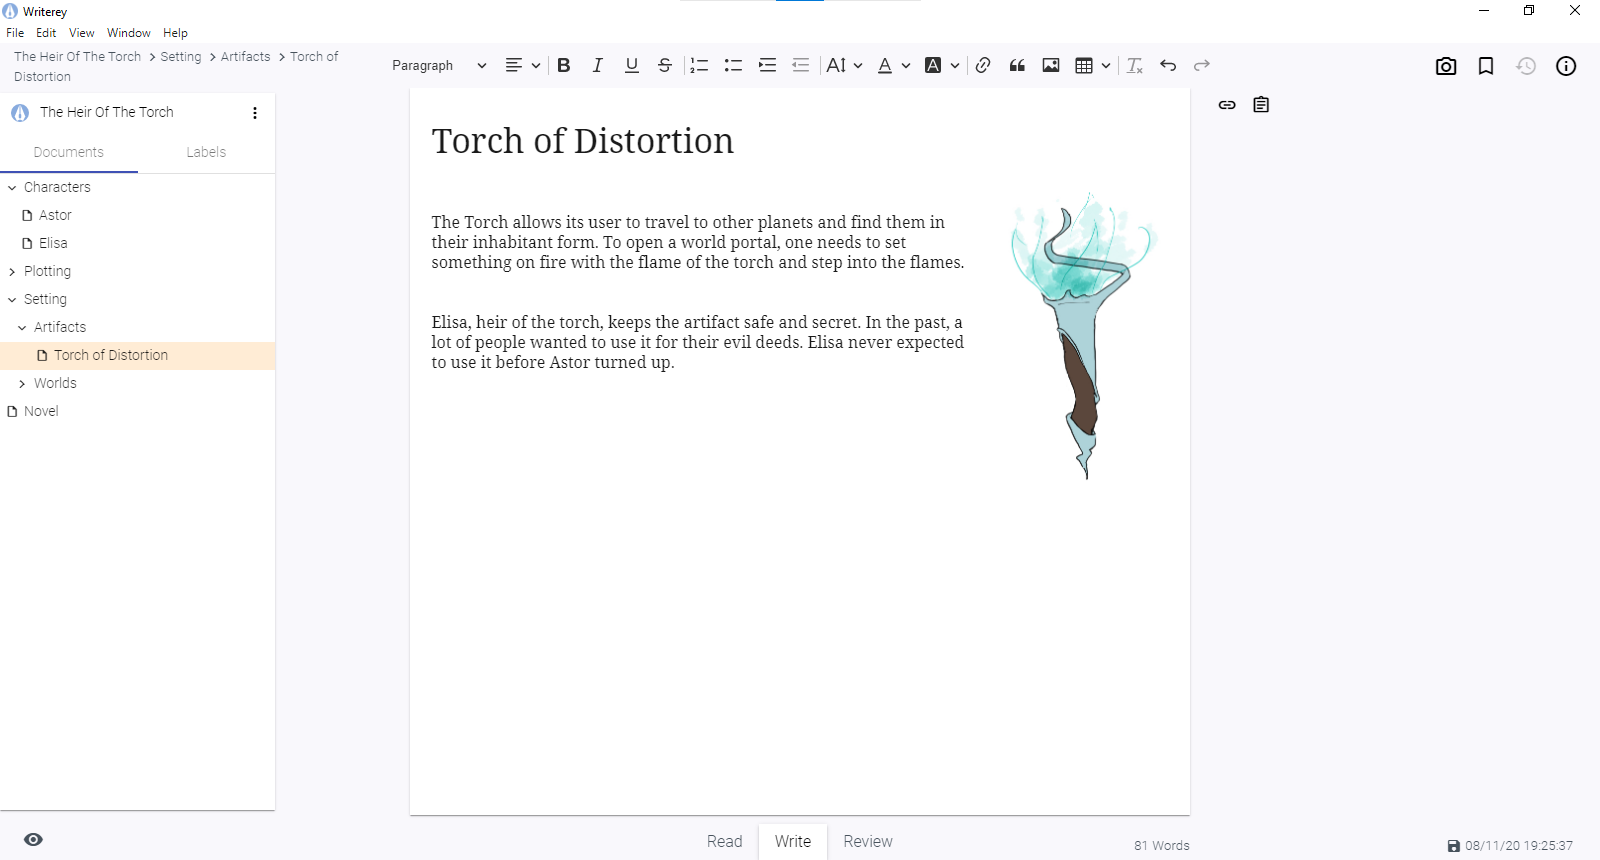 Writerey
File Edit View Window Help
The Heir Of The Torch > Setting > Artifacts > Torch of
Distortion
Paragraph
The Heir Of The Torch
Documents Labels
Characters
Astor
Elisa
Plotting
Setting
Artifacts
Torch of Distortion
Worlds
Novel
Torch of Distortion
The Torch allows its user to travel to other planets and find them in
their inhabitant form. To open a world portal, one needs to set
something on fire with the flame of the torch and step into the flames.
Elisa, heir of the torch, keeps the artifact safe and secret. In the past, a
lot of people wanted to use it for their evil deeds. Elisa never expected
to use it before Astor turned up.
Read Write Review
81 Words
08/11/20 19:25:37